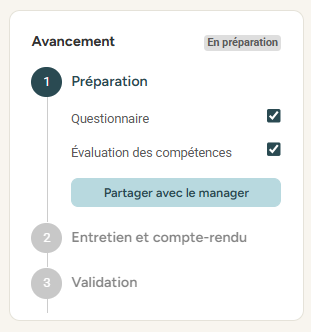 Avancement
En préparation
1 Préparation
Questionnaire
Évaluation des compétences
Partager avec le manager
2 Entretien et compte-rendu
3 Validation